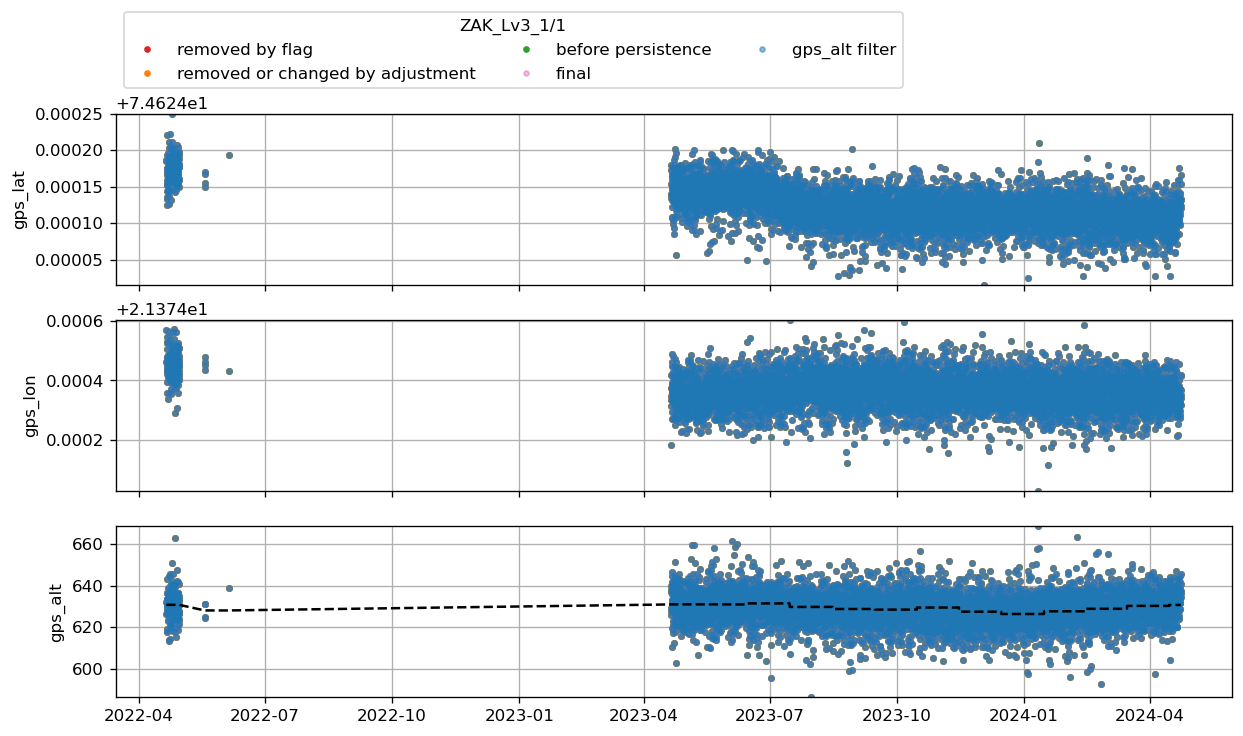 ZAK_Lv3_1/1
removed by flag
before persistence
gps_alt filter
removed or changed by adjustment
final
+7.4624e1
0.00025
0.00020
0.00015
0.00010
0.00005
gps_lat
+2.1374e1
0.0006
0.0004
0.0002
gps_lon
660
640
620
600
gps_alt
2022-04
2022-07
2022-10
2023-01
2023-04
2023-07
2023-10
2024-01
2024-04